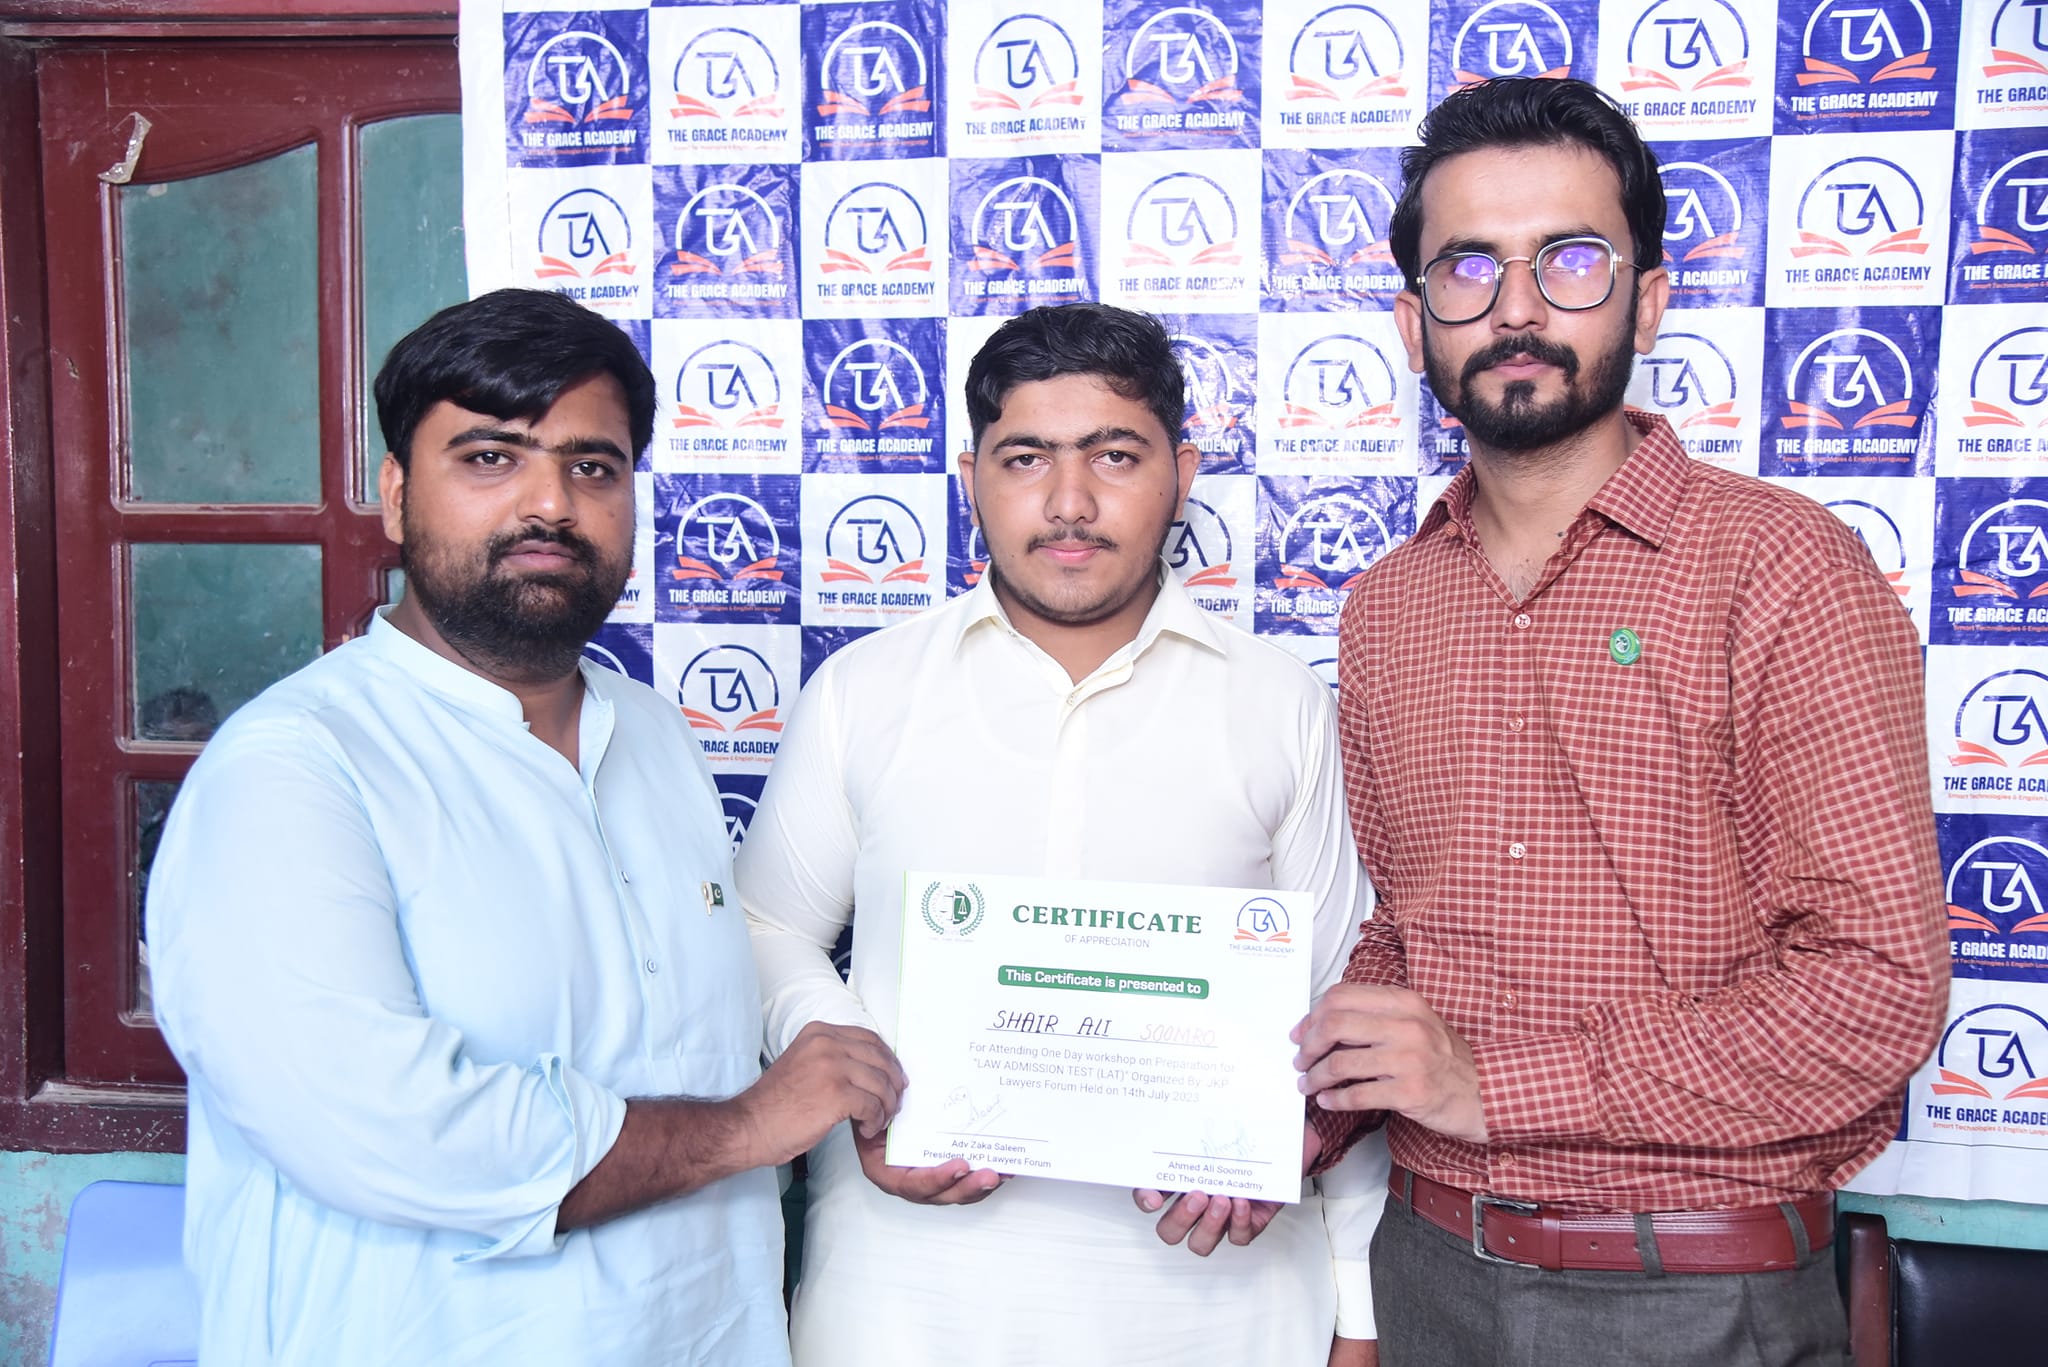 THE GRACE ACADEMY
Smart Technologies & English Language
CERTIFICATE
OF APPRECIATION
THE GRACE ACADEMY
This Certificate is presented to
SHAIR ALI SOOMRO
For Attending One Day workshop on Preparation for
"LAW ADMISSION TEST (LAT)" Organized By: JKP
Lawyers Forum Held on 14th July 2023
Adv Zaka Saleem
President JKP Lawyers Forum
Ahmed Ali Soomro
CEO The Grace Acadmy